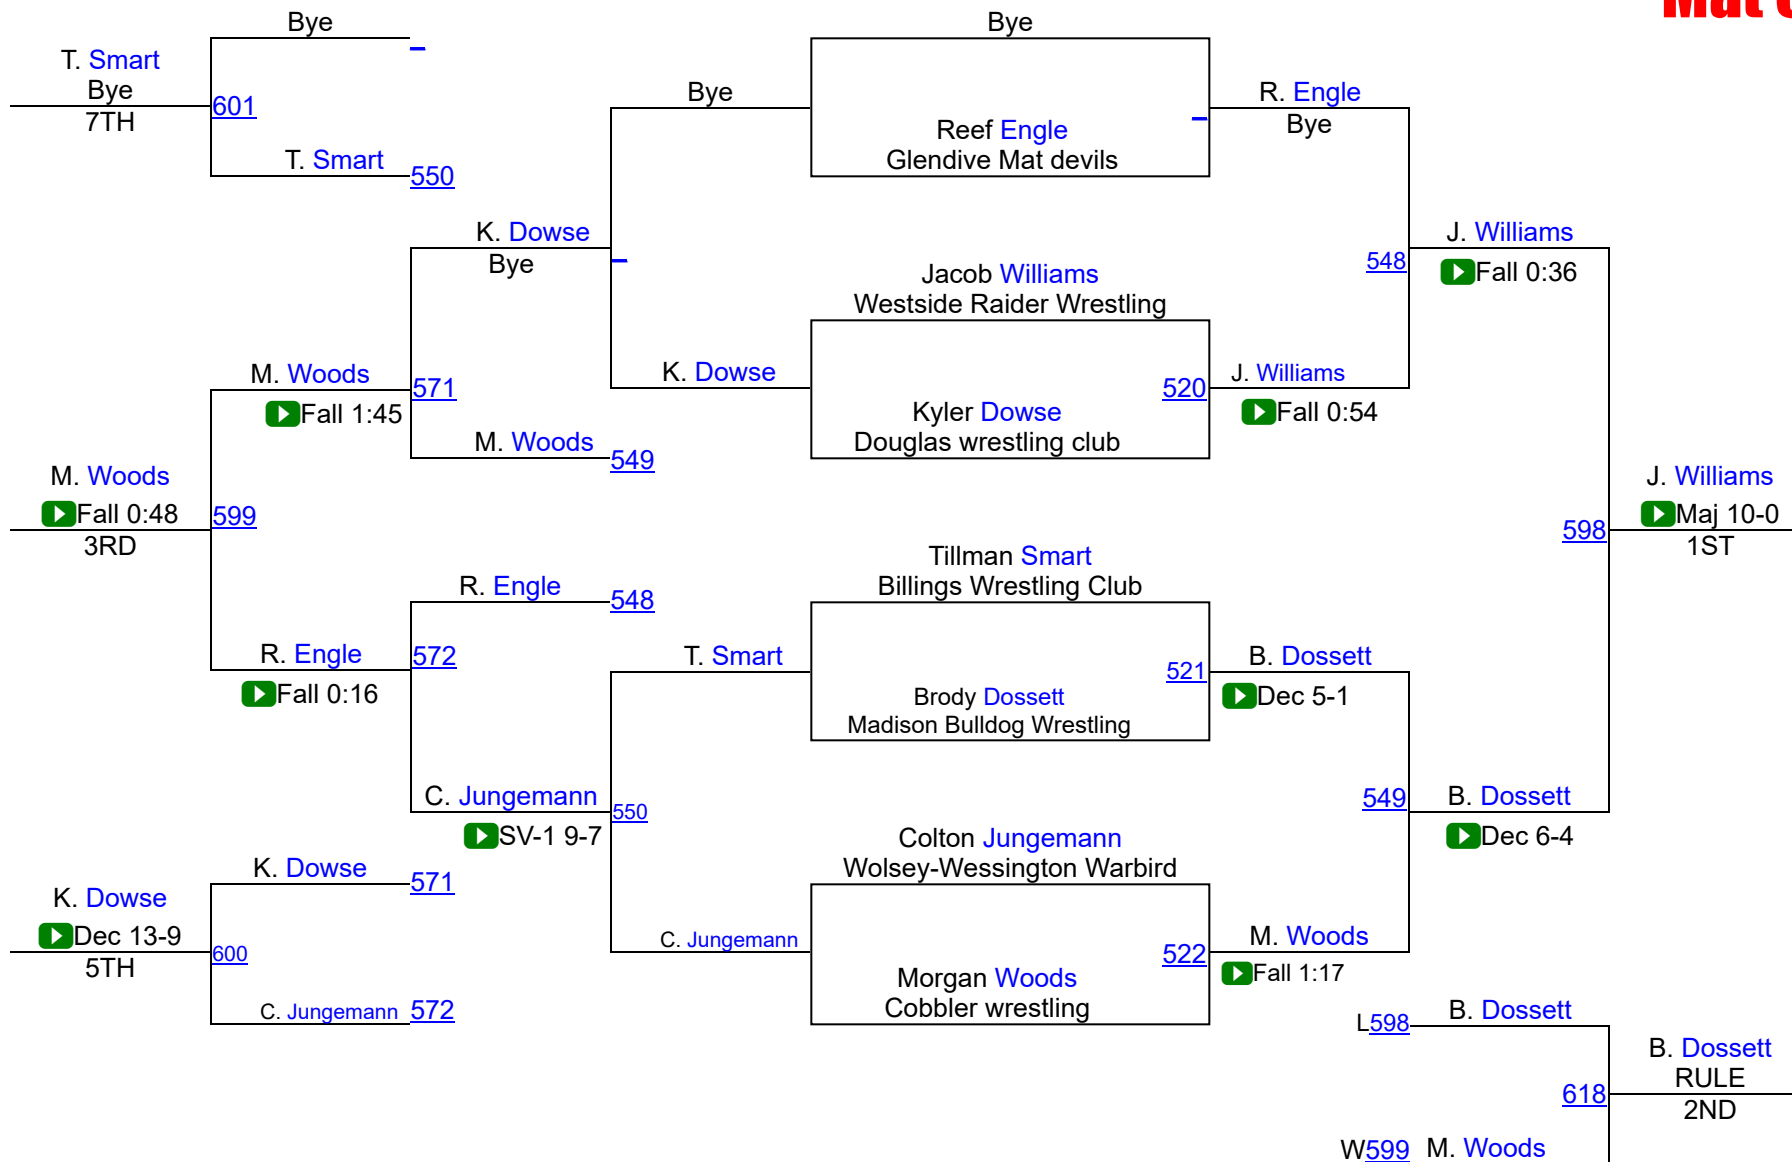 Mat
Bye
T. Smart
Bye
7TH
601
T. Smart
550
Bye
Bye
Reef Engle
Glendive Mat devils
R. Engle
Bye
K. Dowse
Bye
Jacob Williams
Westside Raider Wrestling
K. Dowse
Kyler Dowse
Douglas wrestling club
520
J. Williams
Fall 0:54
548
J. Williams
Fall 0:36
M. Woods
Fall 1:45
571
M. Woods
549
M. Woods
Fall 0:48
3RD
599
598
J. Williams
Maj 10-0
1ST
R. Engle
548
R. Engle
Fall 0:16
572
Tillman Smart
Billings Wrestling Club
T. Smart
Brody Dossett
Madison Bulldog Wrestling
521
B. Dossett
Dec 5-1
C. Jungemann
SV-1 9-7
550
549
B. Dossett
Dec 6-4
Colton Jungemann
Wolsey-Wessington Warbird
C. Jungemann
Morgan Woods
Cobbler wrestling
522
M. Woods
Fall 1:17
K. Dowse
571
K. Dowse
Dec 13-9
5TH
600
C. Jungemann 572
L598
B. Dossett
618
B. Dossett
RULE
2ND
W599 M. Woods